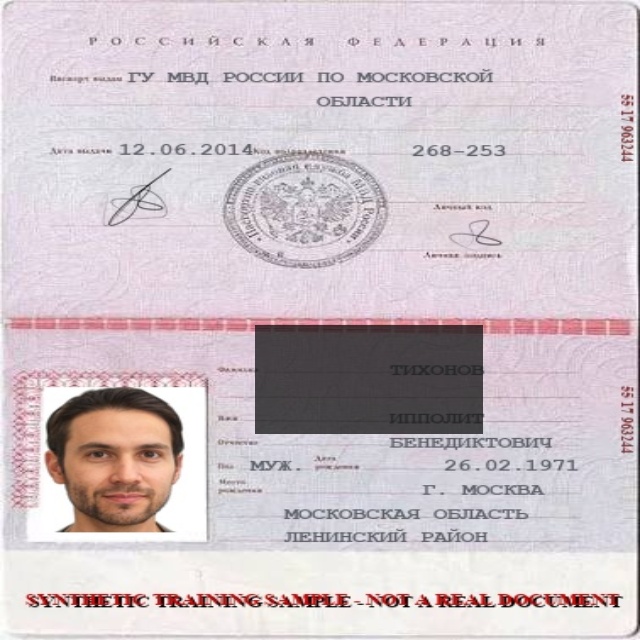 РОССИЙСКАЯ ФЕДЕРАЦИЯ
Паспорт выдан ГУ МВД РОССИИ ПО МОСКОВСКОЙ
ОБЛАСТИ
Дата выдачи 12.06.2014 Код подразделения 268-253
55 17 963244
Личный код
Личная подпись
Фамилия ТИХОНОВ
Имя ИППОЛИТ
Отчество БЕНЕДИКТОВИЧ
Пол МУЖ. Дата рождения 26.02.1971
Место рождения Г. МОСКВА
МОСКОВСКАЯ ОБЛАСТЬ
ЛЕНИНСКИЙ РАЙОН
55 17 963244
SYNTHETIC TRAINING SAMPLE - NOT A REAL DOCUMENT